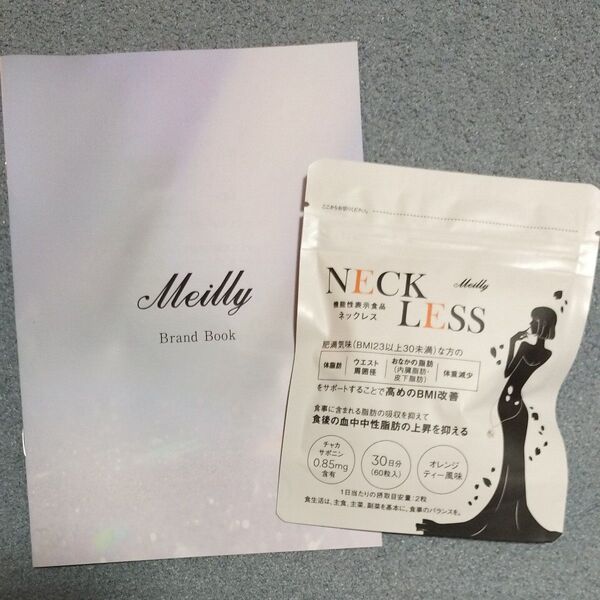 Meilly
Brand Book
ここからお切りください。
NECK
Meilly
機能性表示食品
ネックレス
LESS
肥満気味(BMI23以上30未満)な方の
体脂肪
ウエスト
周囲径
おなかの脂肪
(内臓脂肪・
皮下脂肪)
体重減少
をサポートすることで高めのBMI改善
食事に含まれる脂肪の吸収を抑えて
食後の血中中性脂肪の上昇を抑える
チャカ
サポニン
0.85mg
含有
30日分
(60粒入)
オレンジ
ティー風味
1日当たりの摂取目安量:2粒
食生活は、主食、主菜、副菜を基本に、食事のバランスを。